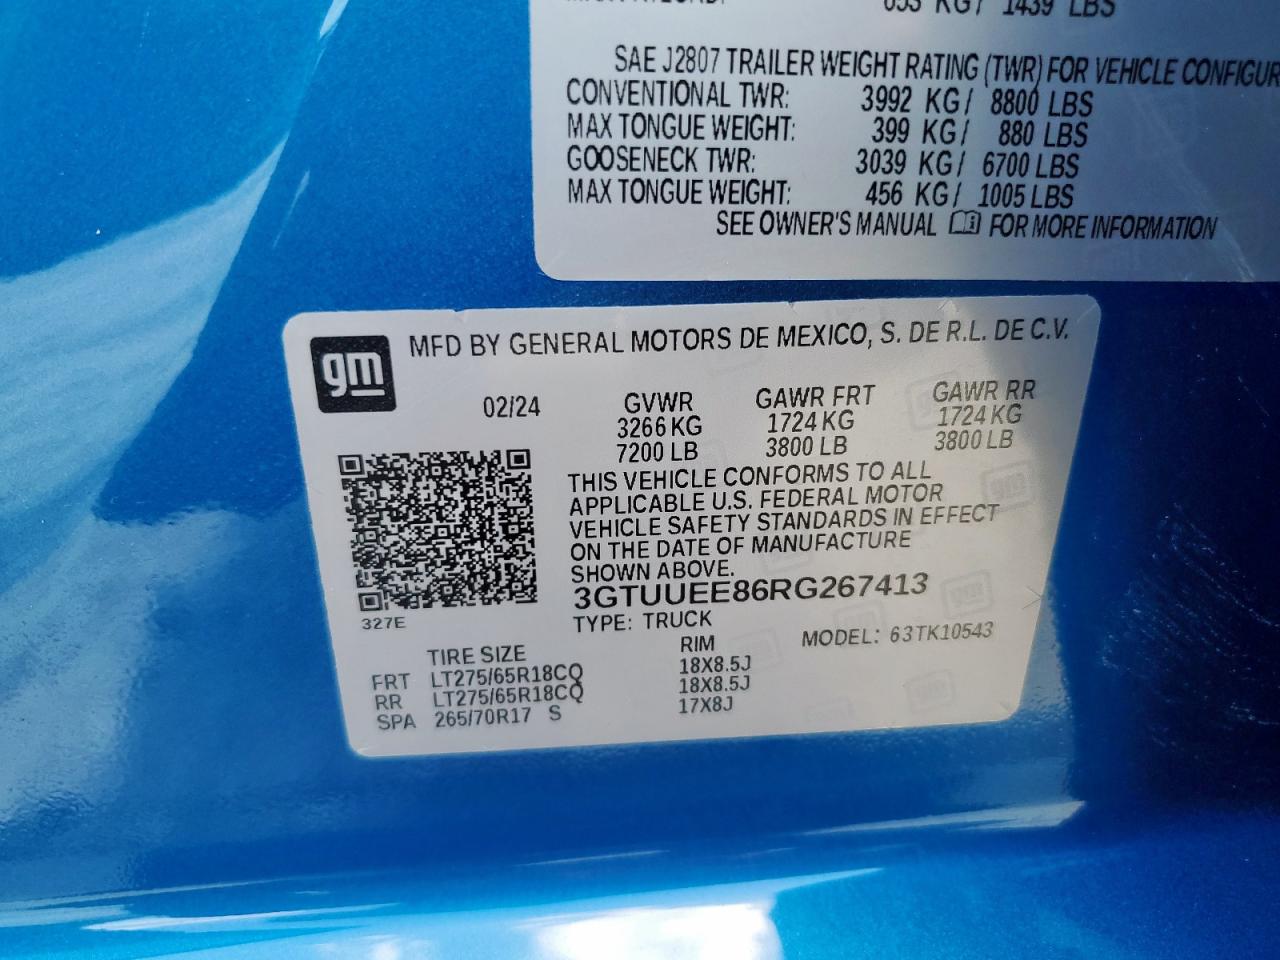 653 KG/ 1439 LBS
SAE J2807 TRAILER WEIGHT RATING (TWR) FOR VEHICLE
CONVENTIONAL TWR: 3992 KG/ 8800 LBS
MAX TONGUE WEIGHT: 399 KG/ 880 LBS
GOOSENECK TWR: 3039 KG/ 6700 LBS
MAX TONGUE WEIGHT: 456 KG/ 1005 LBS
SEE OWNER'S MANUAL FOR MORE INFORMATION
gm
MFD BY GENERAL MOTORS DE MEXICO, S. DE R.L. DE C.V.
02/24 GVWR GAWR FRT GAWR RR
3266 KG 1724 KG 1724 KG
7200 LB 3800 LB 3800 LB
THIS VEHICLE CONFORMS TO ALL
APPLICABLE U.S. FEDERAL MOTOR
VEHICLE SAFETY STANDARDS IN EFFECT
ON THE DATE OF MANUFACTURE
SHOWN ABOVE.
3GTUUEE86RG267413
327E
TYPE: TRUCK MODEL: 63TK10543
TIRE SIZE RIM
FRT LT275/65R18CQ 18X8.5J
RR LT275/65R18CQ 18X8.5J
SPA 265/70R17 S 17X8J